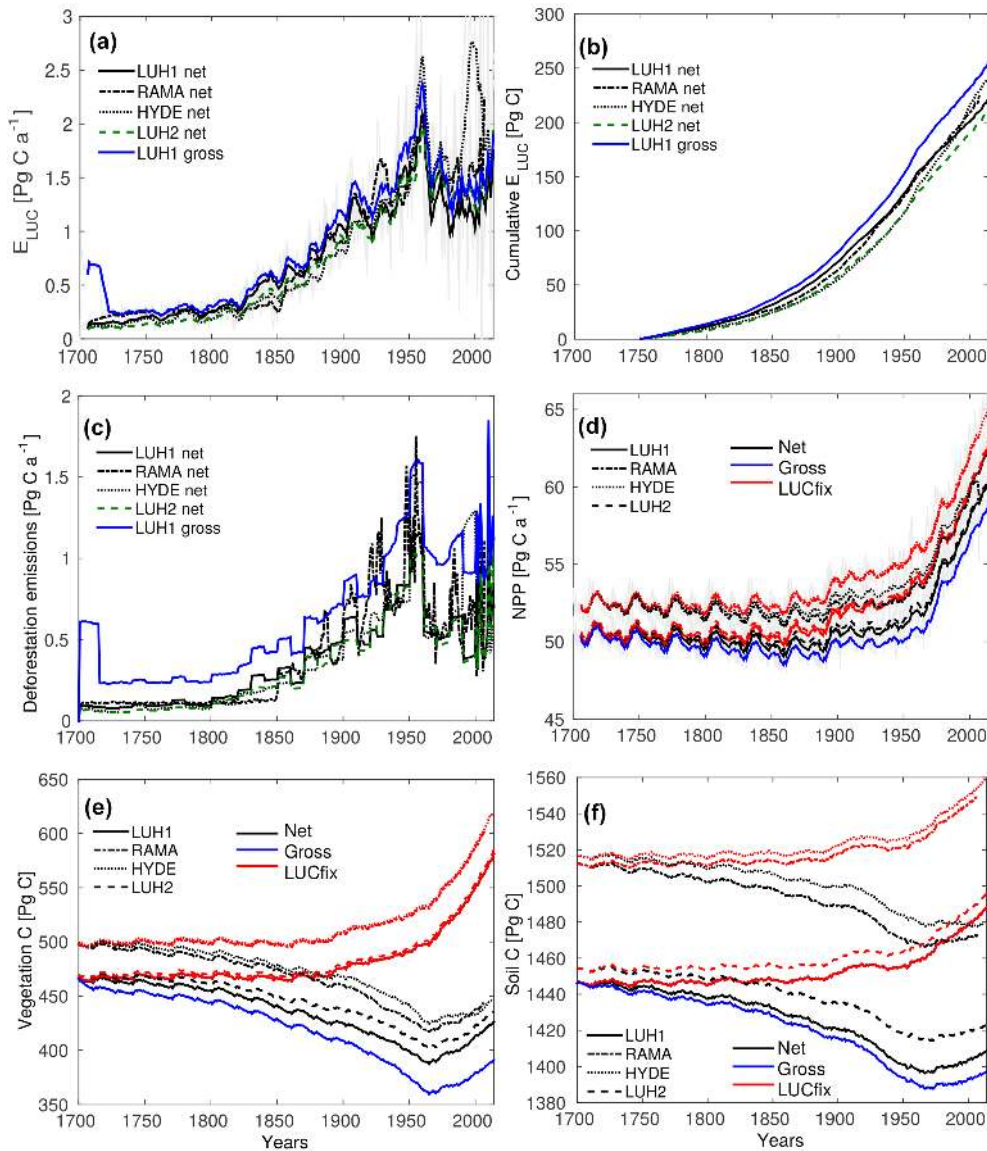 (a)
E_LUC [Pg C a⁻¹]
3
2.5
2
1.5
1
0.5
0
LUH1 net
RAMA net
HYDE net
LUH2 net
LUH1 gross
1700 1750 1800 1850 1900 1950 2000
(b)
Cumulative E_LUC [Pg C]
300
250
200
150
100
50
0
LUH1 net
RAMA net
HYDE net
LUH2 net
LUH1 gross
1700 1750 1800 1850 1900 1950 2000
(c)
Deforestation emissions [Pg C a⁻¹]
2
1.5
1
0.5
0
LUH1 net
RAMA net
HYDE net
LUH2 net
LUH1 gross
1700 1750 1800 1850 1900 1950 2000
(d)
NPP [Pg C a⁻¹]
65
60
55
50
45
LUH1
RAMA
HYDE
LUH2
Net
Gross
LUCfix
1700 1750 1800 1850 1900 1950 2000
(e)
Vegetation C [Pg C]
650
600
550
500
450
400
350
LUH1
RAMA
HYDE
LUH2
Net
Gross
LUCfix
1700 1750 1800 1850 1900 1950 2000
Years
(f)
Soil C [Pg C]
1560
1540
1520
1500
1480
1460
1440
1420
1400
1380
LUH1
RAMA
HYDE
LUH2
Net
Gross
LUCfix
1700 1750 1800 1850 1900 1950 2000
Years